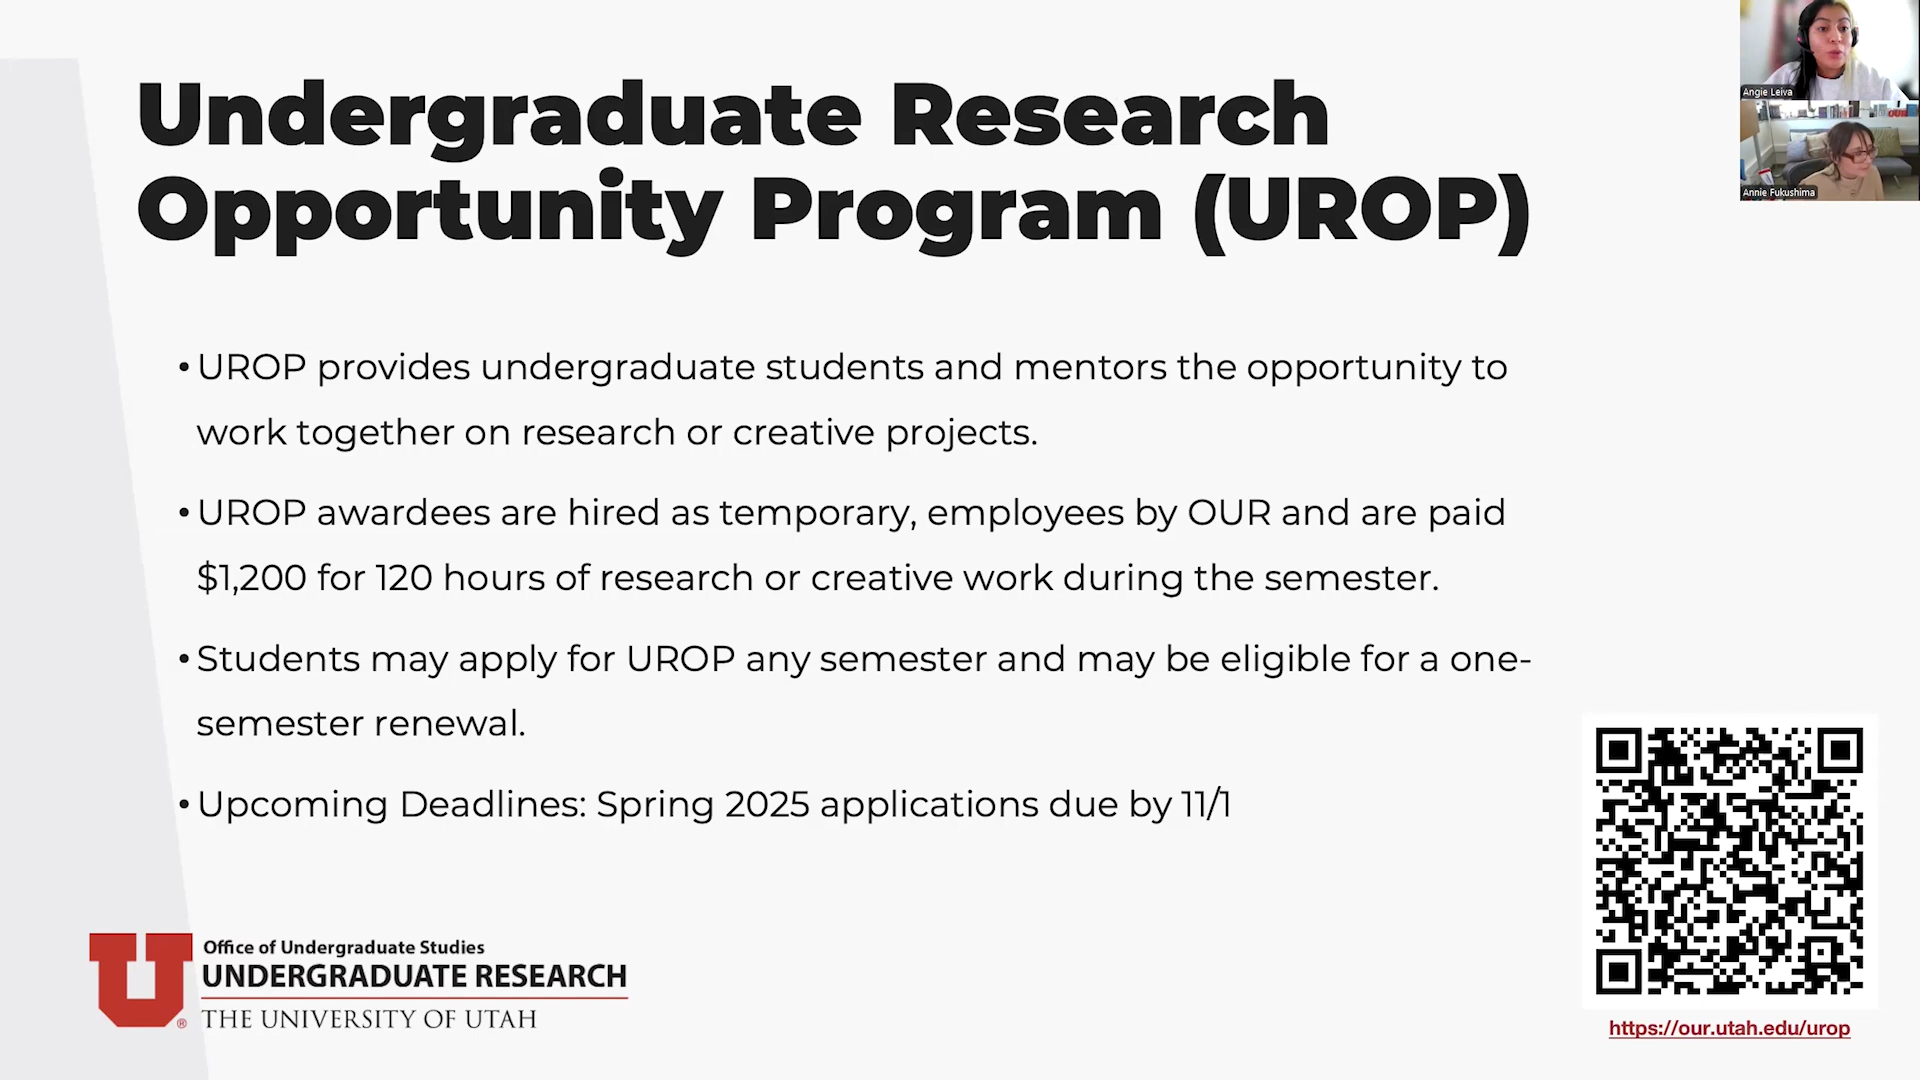 Undergraduate Research
Opportunity Program (UROP)
Angie Leiva
Annie Fukushima
• UROP provides undergraduate students and mentors the opportunity to
work together on research or creative projects.
• UROP awardees are hired as temporary, employees by OUR and are paid
$1,200 for 120 hours of research or creative work during the semester.
• Students may apply for UROP any semester and may be eligible for a one-
semester renewal.
• Upcoming Deadlines: Spring 2025 applications due by 11/1
Office of Undergraduate Studies
UNDERGRADUATE RESEARCH
THE UNIVERSITY OF UTAH
U®
https://our.utah.edu/urop